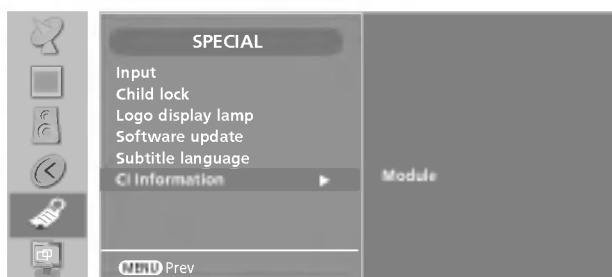 SPECIAL
Input
Child lock
Logo display lamp
Software update
Subtitle language
CI Information ► Module
MENU Prev